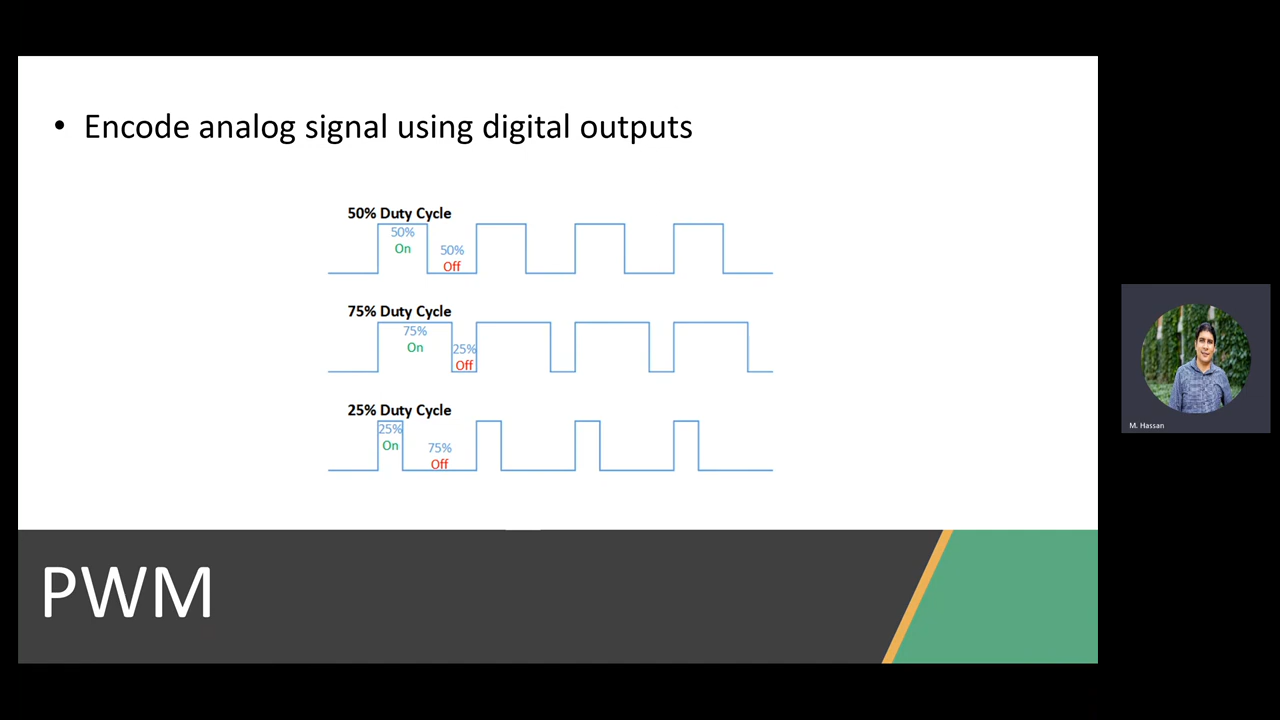 • Encode analog signal using digital outputs
50% Duty Cycle
50%
On
50%
Off
75% Duty Cycle
75%
On
25%
Off
25% Duty Cycle
25%
On
75%
Off
PWM
M. Hassan